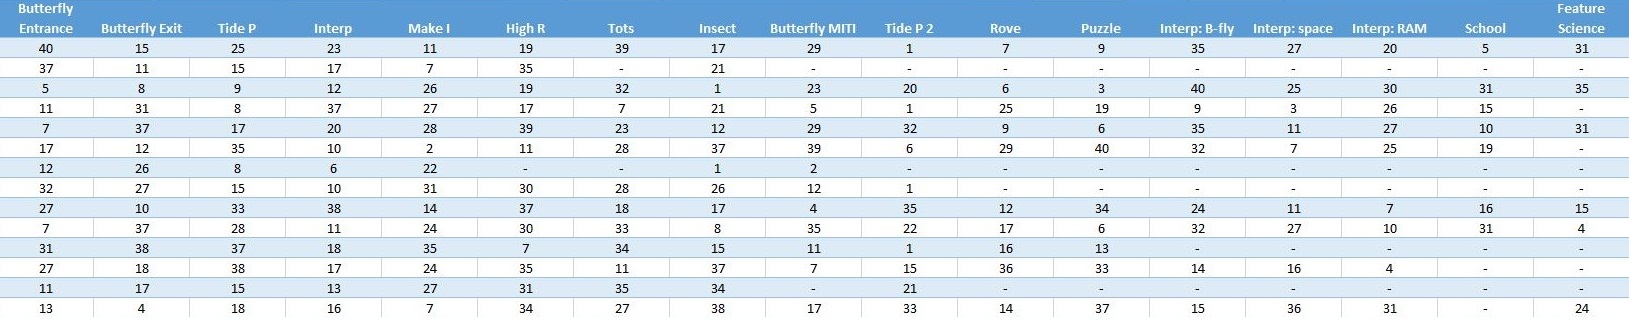 Butterfly Entrance Butterfly Exit Tide P Interp Make I High R Tots Insect Butterfly MITI Tide P 2 Rove Puzzle Interp: B-fly Interp: space Interp: RAM School Feature Science
40 15 25 23 11 19 39 17 29 1 7 9 35 27 20 5 31
37 11 15 17 7 35 - 21 - - - - - - - - -
5 8 9 12 26 19 32 1 23 20 6 3 40 25 30 31 35
11 31 8 37 27 17 7 21 5 1 25 19 9 3 26 15 -
7 37 17 20 28 39 23 12 29 32 9 6 35 11 27 10 31
17 12 35 10 2 11 28 37 39 6 29 40 32 7 25 19 -
12 26 8 6 22 - - 1 2 - - - - - - - -
32 27 15 10 31 30 28 26 12 1 - - - - - - -
27 10 33 38 14 37 18 17 4 35 12 34 24 11 7 16 15
7 37 28 11 24 30 33 8 35 22 17 6 32 27 10 31 4
31 38 37 18 35 7 34 15 11 1 16 13 - - - - -
27 18 38 17 24 35 11 37 7 15 36 33 14 16 4 - -
11 17 15 13 27 31 35 34 - 21 - - - - - - -
13 4 18 16 7 34 27 38 17 33 14 37 15 36 31 - 24